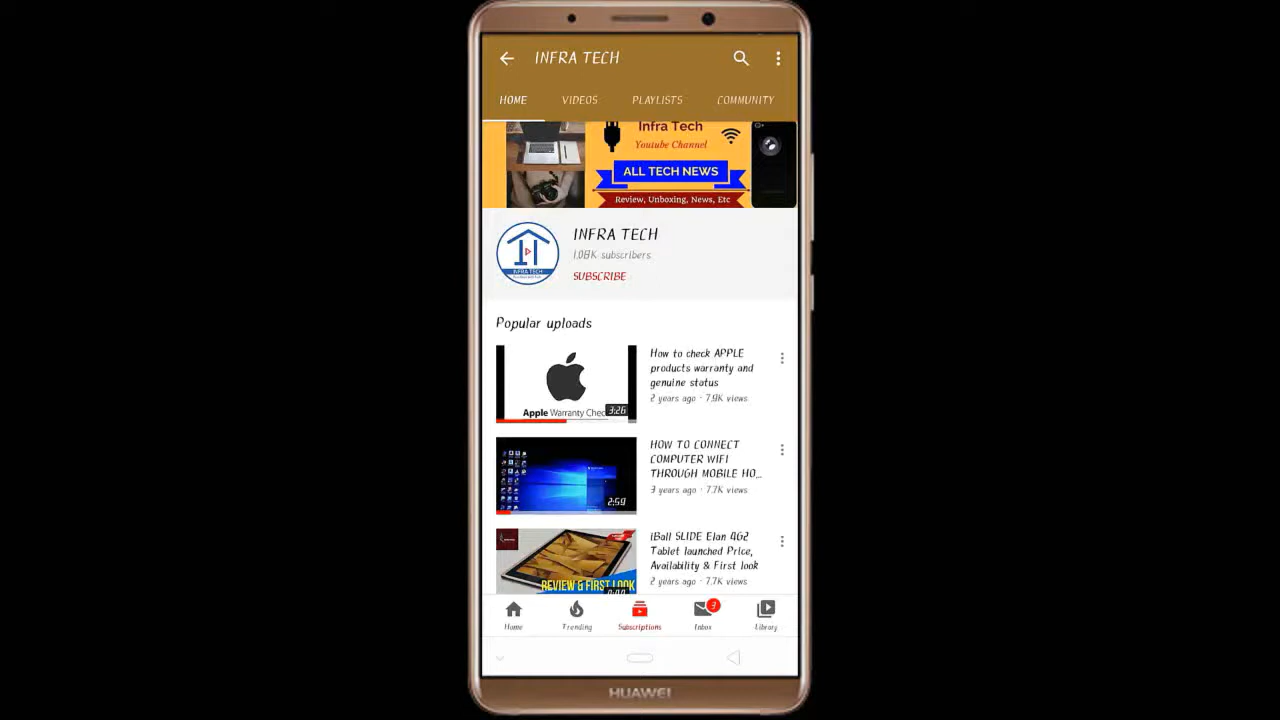 INFRA TECH
HOME VIDEOS PLAYLISTS COMMUNITY
Infra Tech
Youtube Channel
ALL TECH NEWS
Review, Unboxing, News, Etc
INFRA TECH
1.08K subscribers
SUBSCRIBE
INFRA TECH
Popular uploads
How to check APPLE
products warranty and
genuine status
2 years ago · 7.9K views
Apple Warranty Chec
3:26
HOW TO CONNECT
COMPUTER WIFI
THROUGH MOBILE HO...
3 years ago · 7.7K views
2:59
iBall SLIDE Elan 4G2
Tablet launched Price,
Availability & First look
2 years ago · 7.7K views
REVIEW & FIRST LOOK
Home Trending Subscriptions Inbox Library
HUAWEI